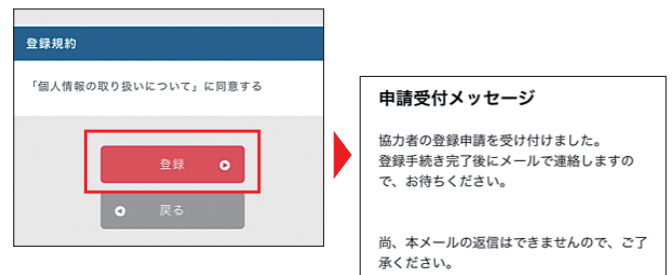 登録規約
「個人情報の取り扱いについて」に同意する
登録
戻る
申請受付メッセージ
協力者の登録申請を受け付けました。
登録手続き完了後にメールで連絡しますの
で、お待ちください。
尚、本メールの返信はできませんので、ご了
承ください。